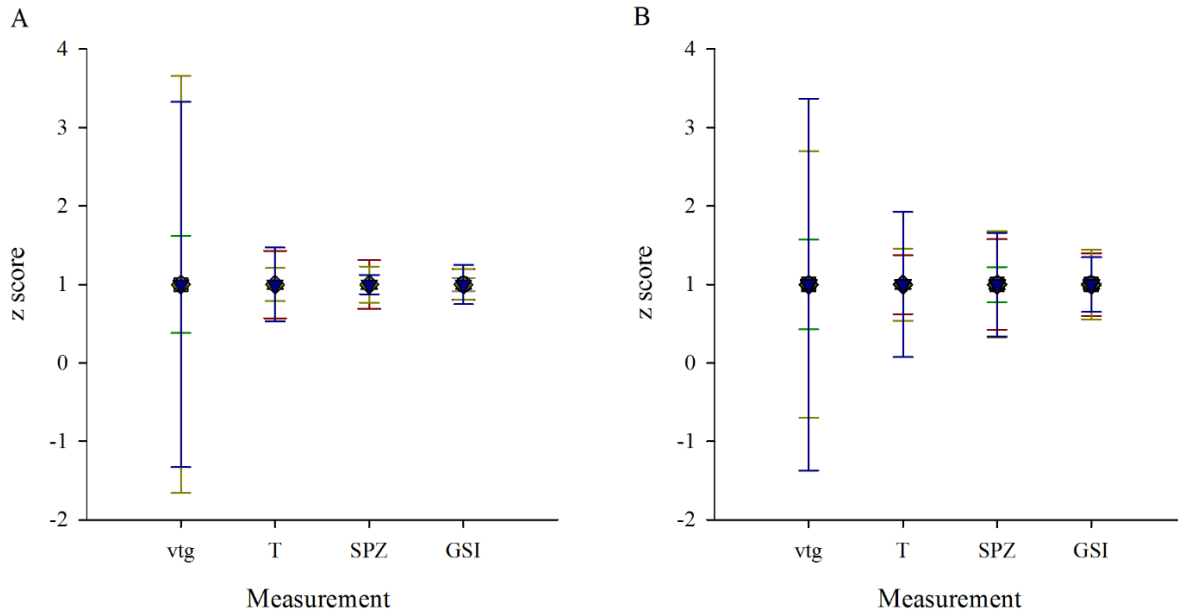 A
4
3
2
1
0
-1
-2
z score
vtg T SPZ GSI
Measurement
B
4
3
2
1
0
-1
-2
z score
vtg T SPZ GSI
Measurement